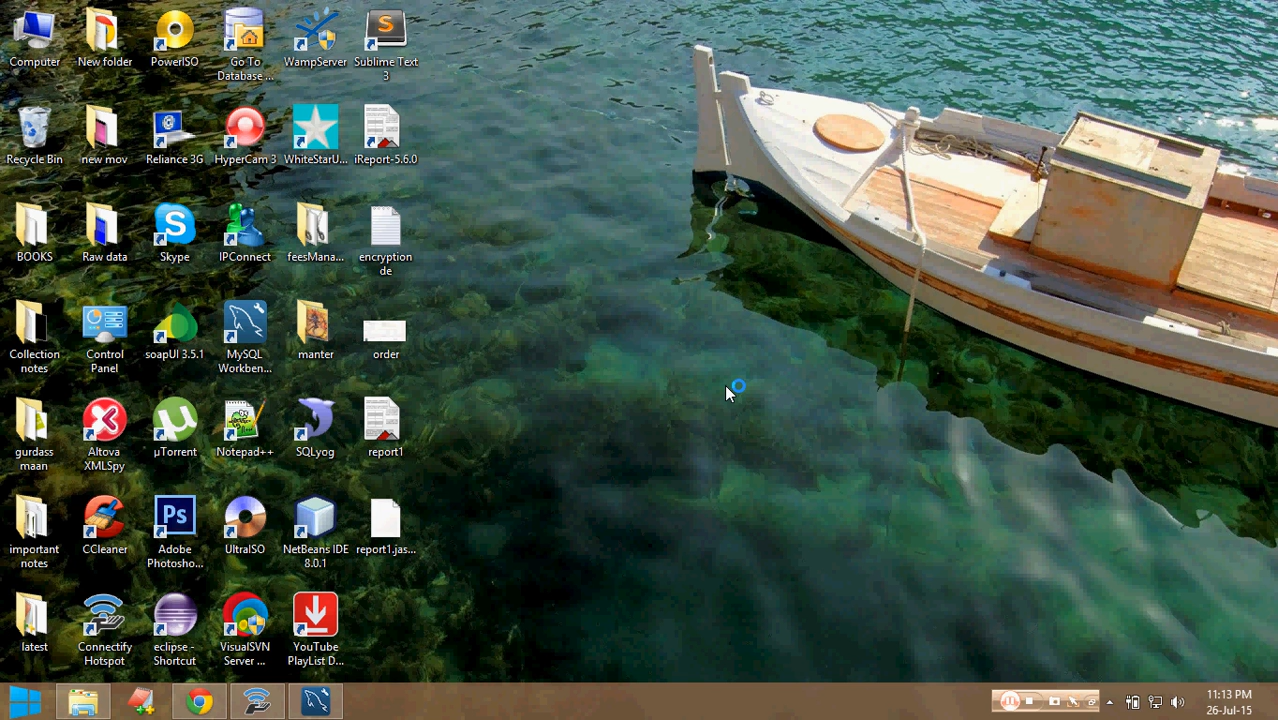 Computer
New folder
PowerISO
Go To
Database ...
WampServer
Sublime Text
3
Recycle Bin
new mov
Reliance 3G
HyperCam 3
WhiteStarU...
iReport-5.6.0
BOOKS
Raw data
Skype
IPConnect
feesMana...
encryption
de
Collection
notes
Control
Panel
soapUI 3.5.1
MySQL
Workben...
manter
order
gurdass
maan
Altova
XMLSpy
µTorrent
Notepad++
SQLyog
report1
important
notes
CCleaner
Ps
Adobe
Photosho...
UltraISO
NetBeans IDE
8.0.1
report1.jas...
latest
Connectify
Hotspot
eclipse -
Shortcut
VisualSVN
Server ...
YouTube
PlayList D...
11:13 PM
26-Jul-15